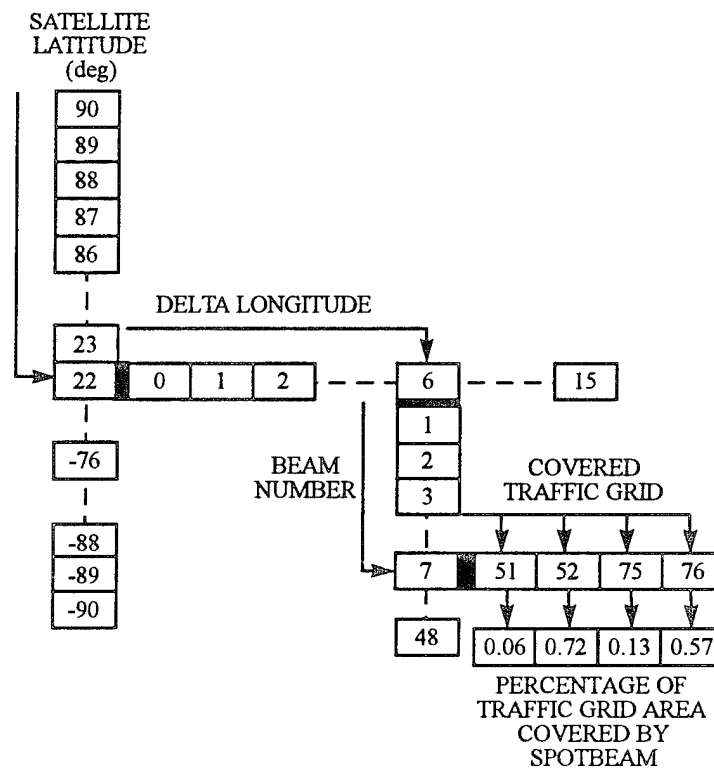 SATELLITE
LATITUDE
(deg)
90
89
88
87
86
DELTA LONGITUDE
23
22 0 1 2 6 15
1
2
3
-76
BEAM
NUMBER
COVERED
TRAFFIC GRID
-88
-89
-90
7 51 52 75 76
48
0.06 0.72 0.13 0.57
PERCENTAGE OF
TRAFFIC GRID AREA
COVERED BY
SPOTBEAM